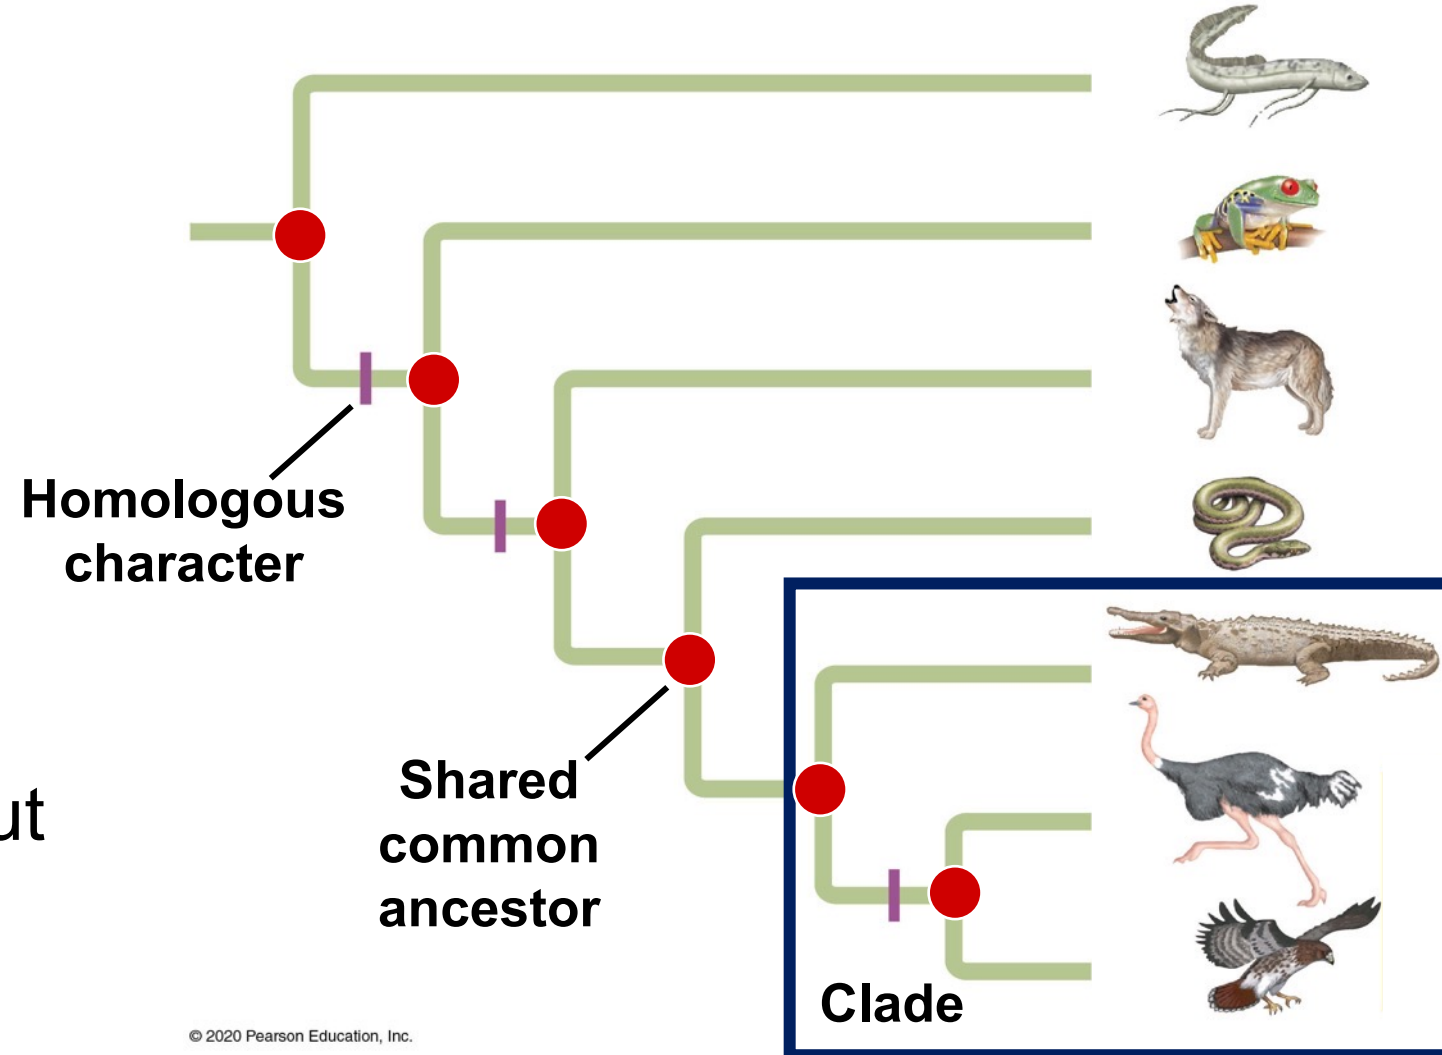 Homologous
character
Shared
common
ancestor
ut
Clade
© 2020 Pearson Education, Inc.